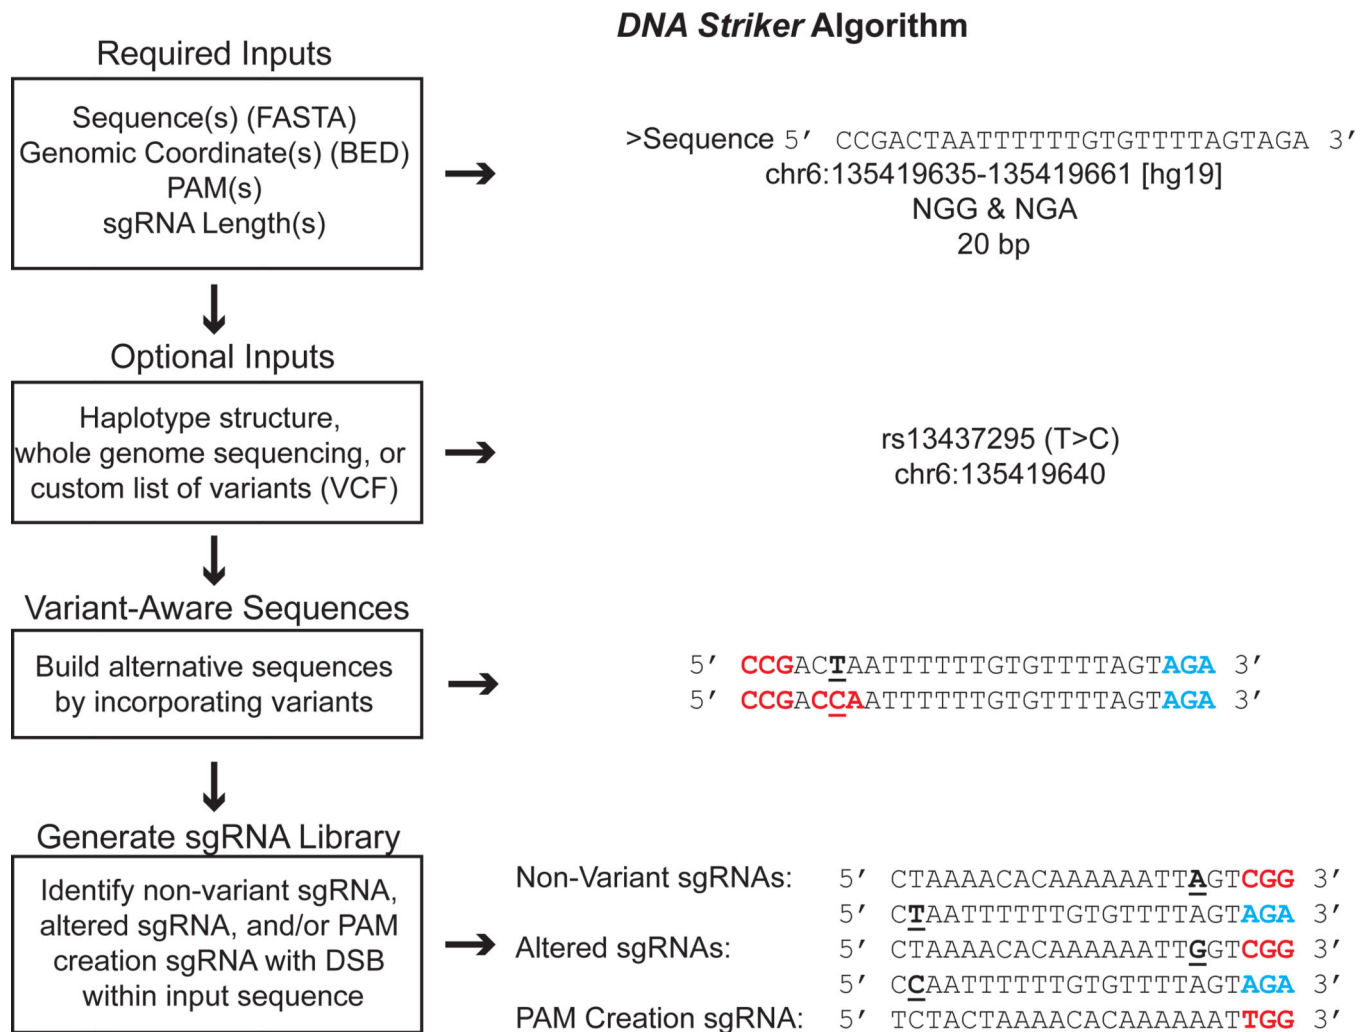 DNA Striker Algorithm
Required Inputs
Sequence(s) (FASTA)
Genomic Coordinate(s) (BED)
PAM(s)
sgRNA Length(s)
>Sequence 5′ CCGACTAATTTTTTGTGTTTTAGTAGA 3′
chr6:135419635-135419661 [hg19]
NGG & NGA
20 bp
Optional Inputs
Haplotype structure,
whole genome sequencing, or
custom list of variants (VCF)
rs13437295 (T>C)
chr6:135419640
Variant-Aware Sequences
Build alternative sequences
by incorporating variants
5′ CCGACTAATTTTTTGTGTTTTAGTAGA 3′
5′ CCGACCAATTTTTTGTGTTTTAGTAGA 3′
Generate sgRNA Library
Identify non-variant sgRNA,
altered sgRNA, and/or PAM
creation sgRNA with DSB
within input sequence
Non-Variant sgRNAs: 5′ CTAAAACACAAAAAATTAGTCGG 3′
5′ CTAATTTTTTGTGTTTTAGTAGA 3′
Altered sgRNAs: 5′ CTAAAACACAAAAAATTGGTCGG 3′
5′ CCAATTTTTTGTGTTTTAGTAGA 3′
PAM Creation sgRNA: 5′ TCTACTAAAACACAAAAAATTGG 3′